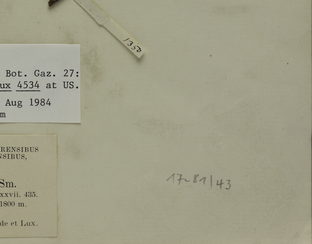 1350
Bot. Gaz. 27:
ux 4534 at US.
Aug 1984
m
RENSIBUS
NSIBUS,
Sm.
xxvii. 435.
1800 m.
de et Lux.
17-81/43